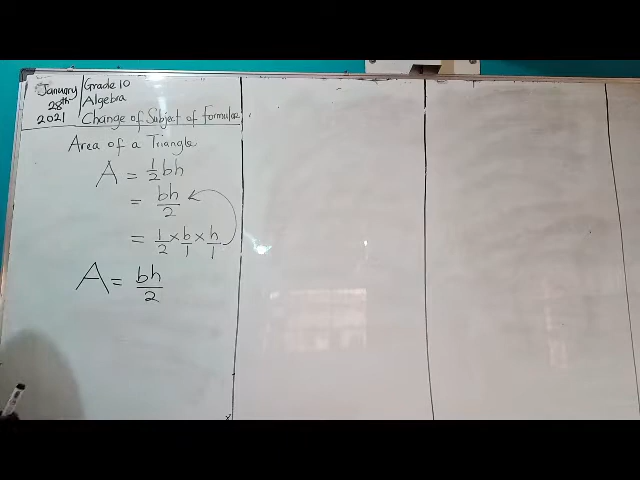 January
28th
2021
Grade 10
Algebra
Change of Subject of Formulae
Area of a Triangle
A = 1/2 bh
= bh/2
= 1/2 × b/1 × h/1
A = bh/2